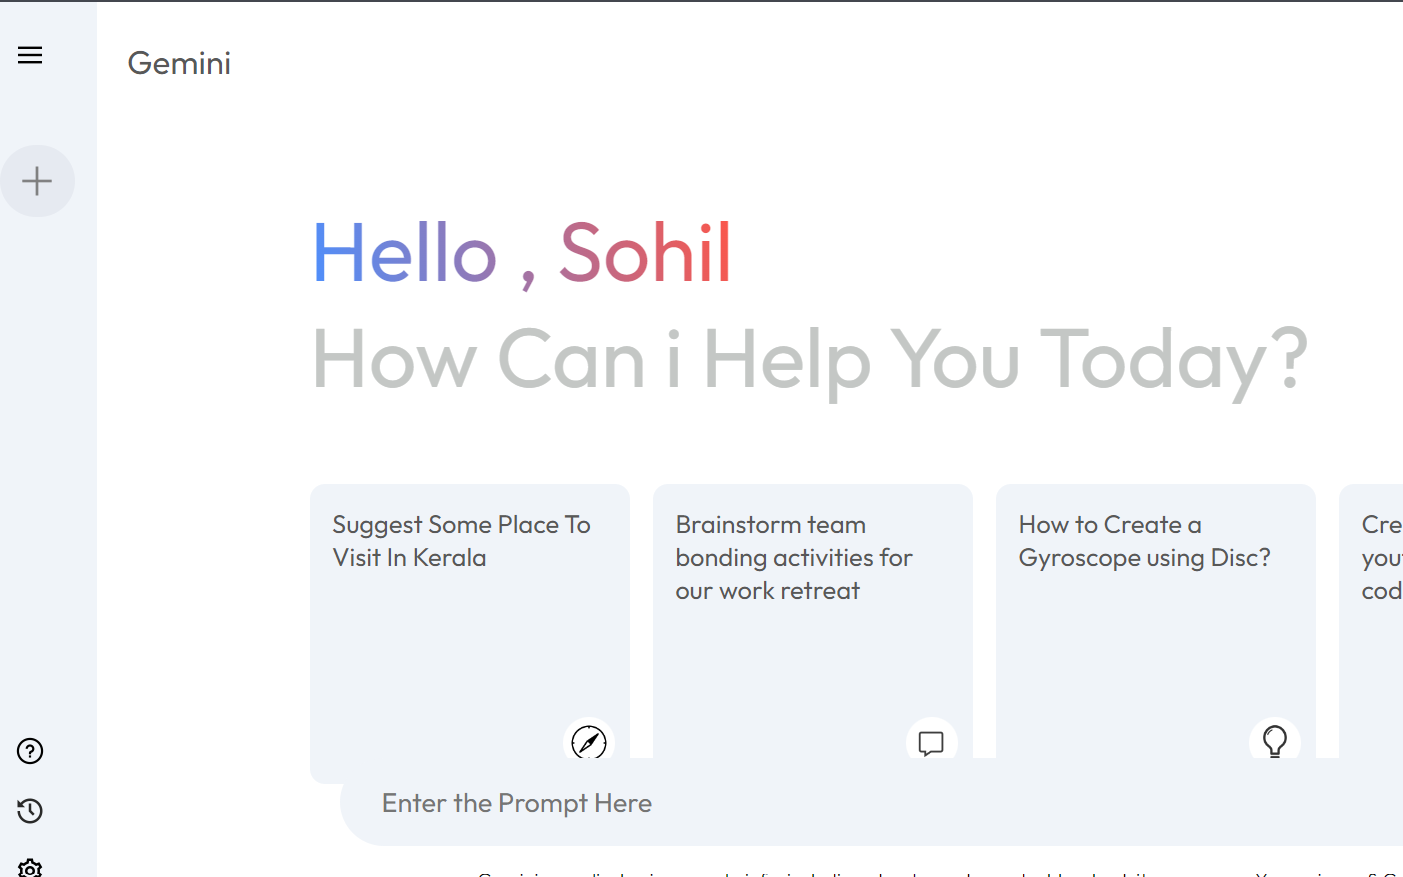 Gemini
Hello , Sohil
How Can i Help You Today?
Suggest Some Place To
Visit In Kerala
Brainstorm team
bonding activities for
our work retreat
How to Create a
Gyroscope using Disc?
Cre
you
cod
Enter the Prompt Here